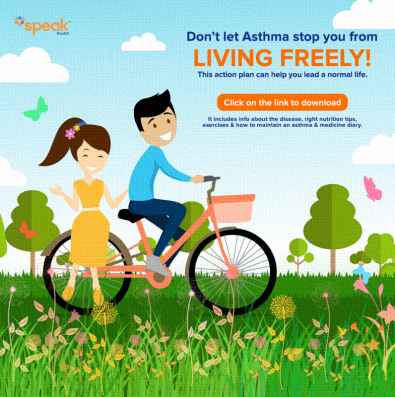 speak
Health
Don't let Asthma stop you from
LIVING FREELY!
This action plan can help you lead a normal life.
Click on the link to download
It includes info about the disease, right nutrition tips,
exercises & how to maintain an asthma & medicine diary.